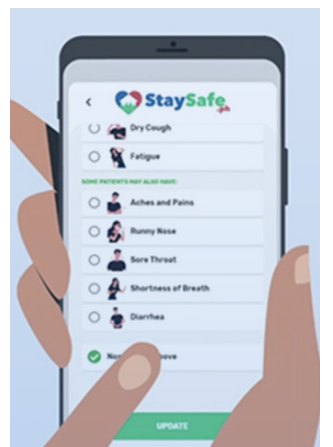 StaySafe
.ph
Dry Cough
Fatigue
SOME PATIENTS MAY ALSO HAVE:
Aches and Pains
Runny Nose
Sore Throat
Shortness of Breath
Diarrhea
UPDATE